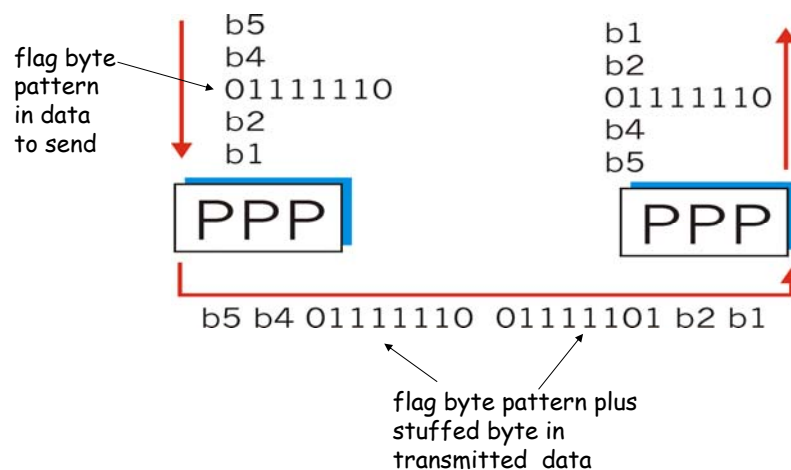 b5
b4
01111110
b2
b1
flag byte
pattern
in data
to send
b1
b2
01111110
b4
b5
PPP
PPP
b5 b4 01111110 01111101 b2 b1
flag byte pattern plus
stuffed byte in
transmitted data